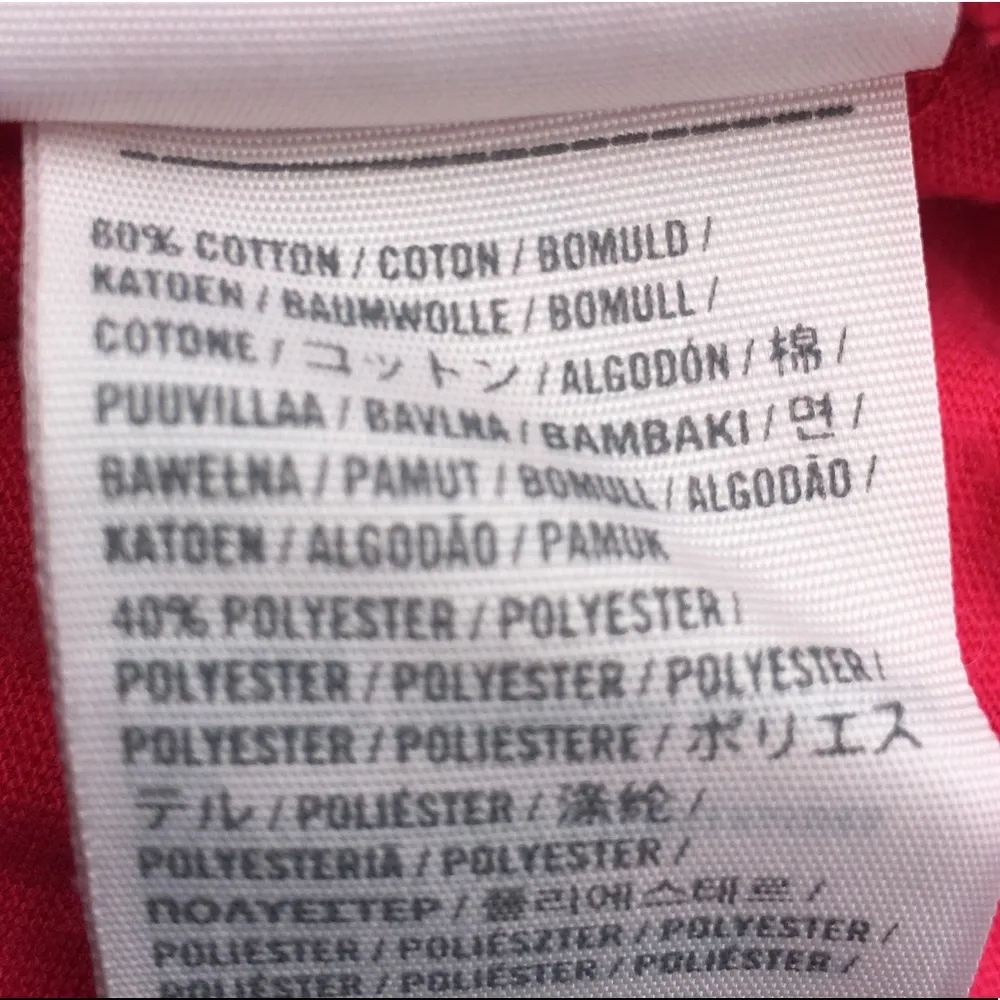 60% COTTON / COTON / BOMULD /
KATOEN / BAUMWOLLE / BOMULL /
COTONE / コットン / ALGODÓN / 棉 /
PUUVILLAA / BAVLNA / BAMBAKI / 면 /
BAWEŁNA / PAMUT / BOMULL / ALGODÃO /
KATOEN / ALGODÃO / PAMUK
40% POLYESTER / POLYESTER /
POLYESTER / POLYESTER / POLYESTER /
POLYESTER / POLIESTERE / ポリエス
テル / POLIÉSTER / 涤纶 /
POLYESTERIÄ / POLYESTER /
ΠΟΛΥΕΣΤΕΡ / 폴리에스테르 /
POLIESTER / POLIÉSZTER / POLYESTER /
POLIÉSTER / POLIÉSTER / POLIÉSTER /